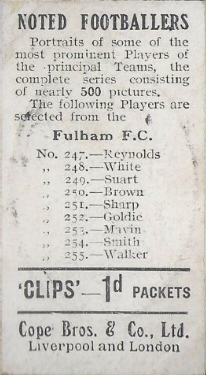 NOTED FOOTBALLERS
Portraits of some of the
most prominent Players of
the principal Teams, the
complete series consisting
of nearly 500 pictures.
The following Players are
selected from the
Fulham F.C.
No. 247.—Reynolds
,, 248.—White
,, 249.—Suart
,, 250.—Brown
,, 251.—Sharp
,, 252.—Goldie
,, 253.—Mavin
,, 254.—Smith
,, 255.—Walker
'CLIPS'—1d PACKETS
Cope Bros. & Co., Ltd.
Liverpool and London